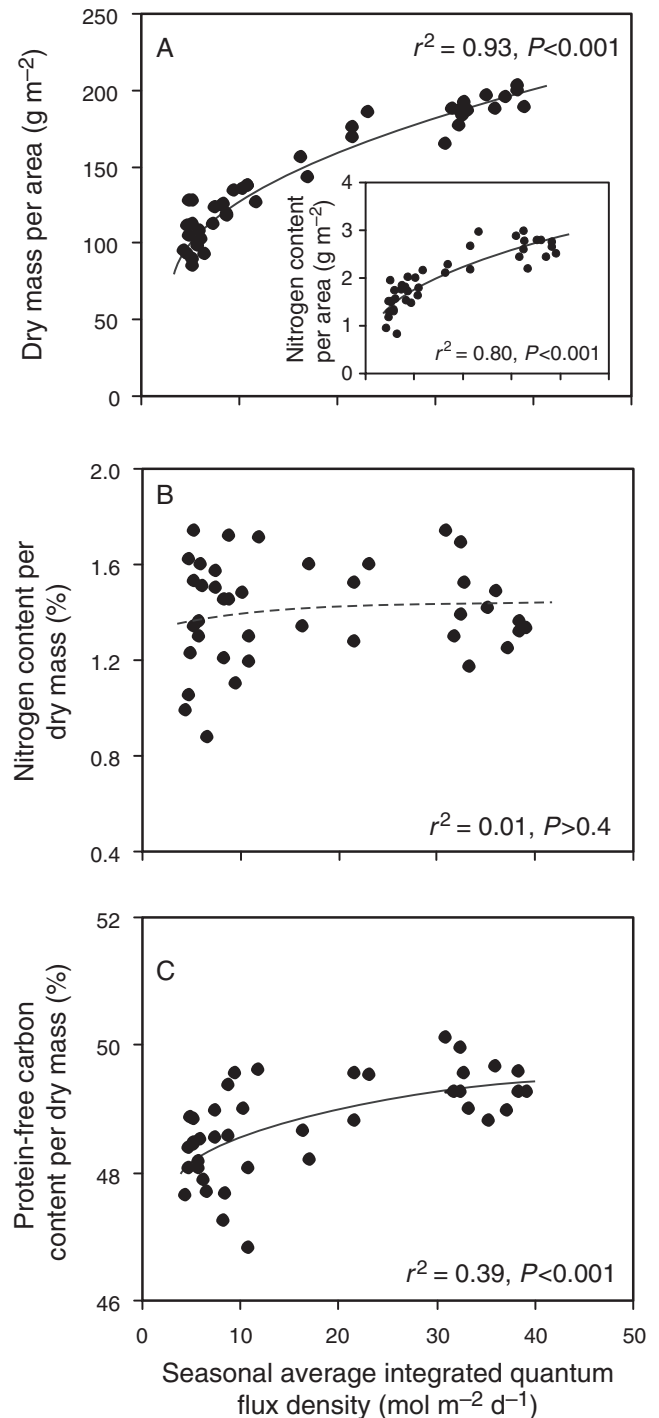 A
r² = 0.93, P<0.001
250
200
150
100
50
0
Dry mass per area (g m⁻²)
4
3
2
1
0
Nitrogen content
per area (g m⁻²)
r² = 0.80, P<0.001
B
2.0
1.6
1.2
0.8
0.4
Nitrogen content per
dry mass (%)
r² = 0.01, P>0.4
C
52
50
48
46
Protein-free carbon
content per dry mass (%)
r² = 0.39, P<0.001
0 10 20 30 40 50
Seasonal average integrated quantum
flux density (mol m⁻² d⁻¹)